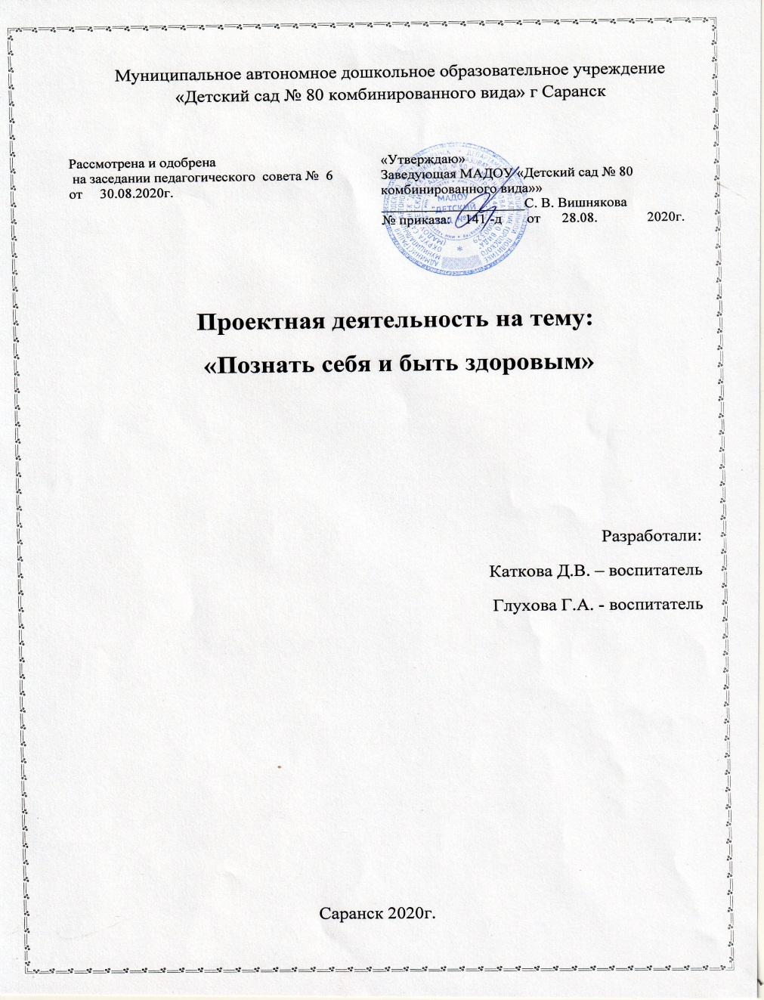 Муниципальное автономное дошкольное образовательное учреждение
«Детский сад № 80 комбинированного вида» г Саранск
Рассмотрена и одобрена
на заседании педагогического совета № 6
от 30.08.2020г.
«Утверждаю»
Заведующая МАДОУ «Детский сад № 80
комбинированного вида»»
С. В. Вишнякова
№ приказа: 141 -д от 28.08. 2020г.
МАДОУ
"ДЕТСКИЙ
Проектная деятельность на тему:
«Познать себя и быть здоровым»
Разработали:
Каткова Д.В. – воспитатель
Глухова Г.А. - воспитатель
Саранск 2020г.